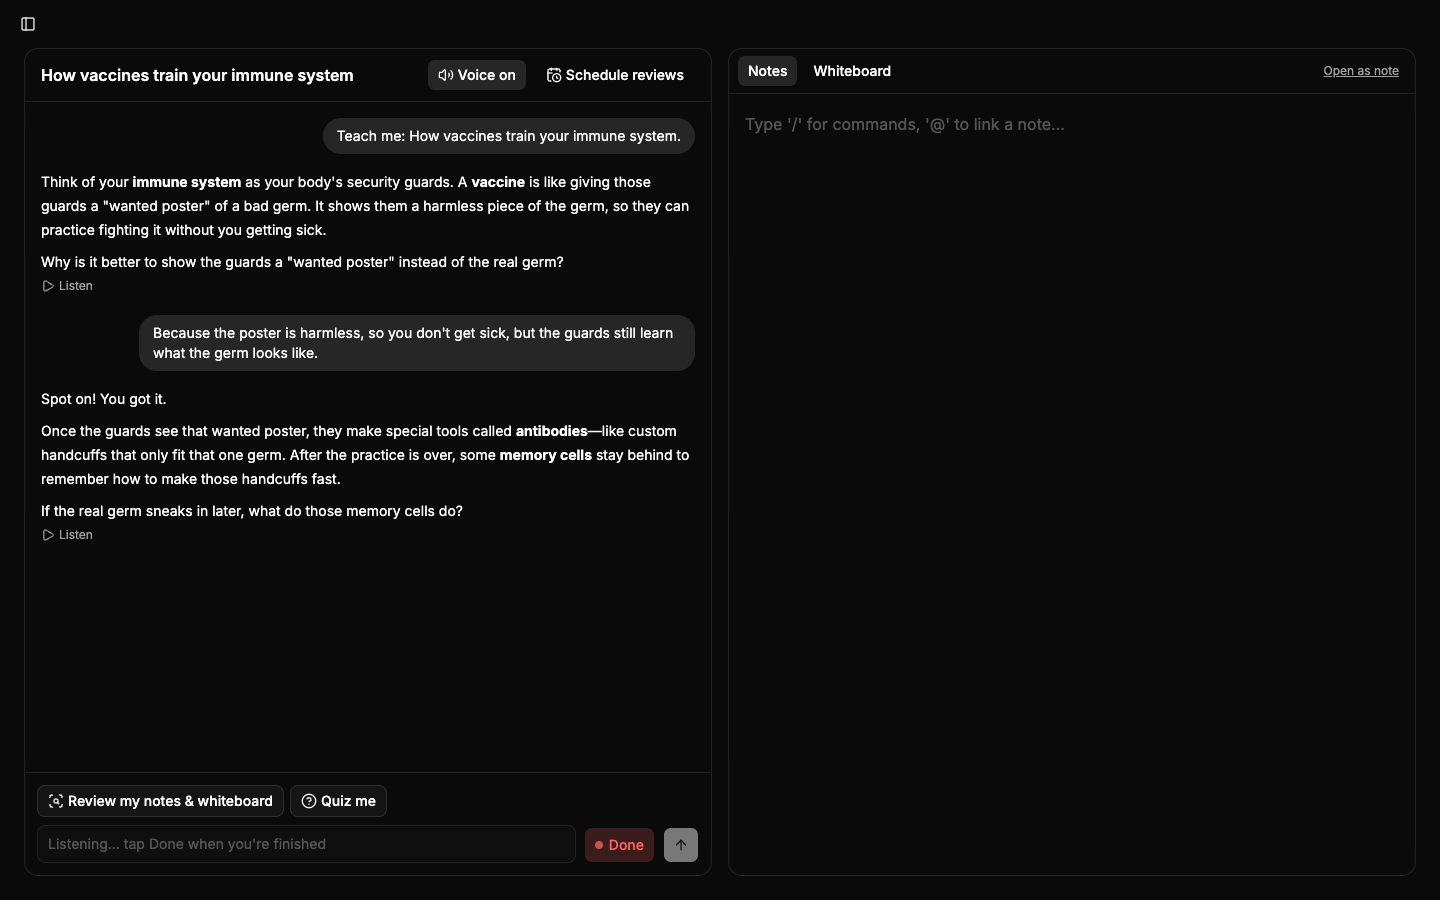 How vaccines train your immune system
Voice on
Schedule reviews
Teach me: How vaccines train your immune system.
Think of your immune system as your body's security guards. A vaccine is like giving those
guards a "wanted poster" of a bad germ. It shows them a harmless piece of the germ, so they can
practice fighting it without you getting sick.
Why is it better to show the guards a "wanted poster" instead of the real germ?
Listen
Because the poster is harmless, so you don't get sick, but the guards still learn
what the germ looks like.
Spot on! You got it.
Once the guards see that wanted poster, they make special tools called antibodies—like custom
handcuffs that only fit that one germ. After the practice is over, some memory cells stay behind to
remember how to make those handcuffs fast.
If the real germ sneaks in later, what do those memory cells do?
Listen
Review my notes & whiteboard
Quiz me
Listening... tap Done when you're finished
Done
Notes
Whiteboard
Open as note
Type '/' for commands, '@' to link a note...